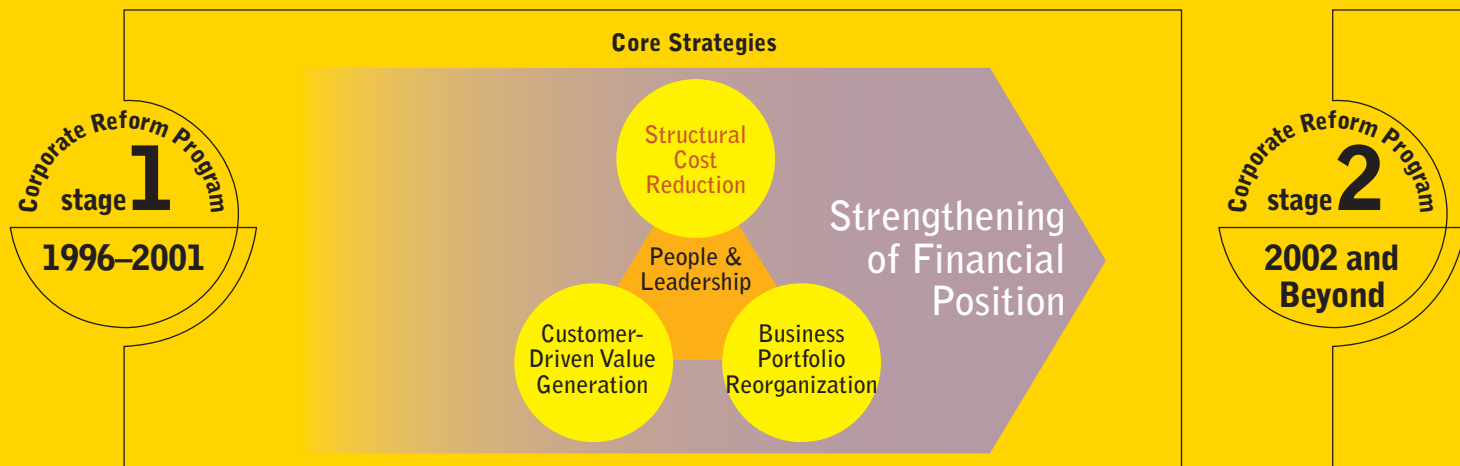 Core Strategies
Corporate Reform Program
stage 1
1996–2001
Structural
Cost
Reduction
People &
Leadership
Customer-
Driven Value
Generation
Business
Portfolio
Reorganization
Strengthening
of Financial
Position
Corporate Reform Program
stage 2
2002 and
Beyond